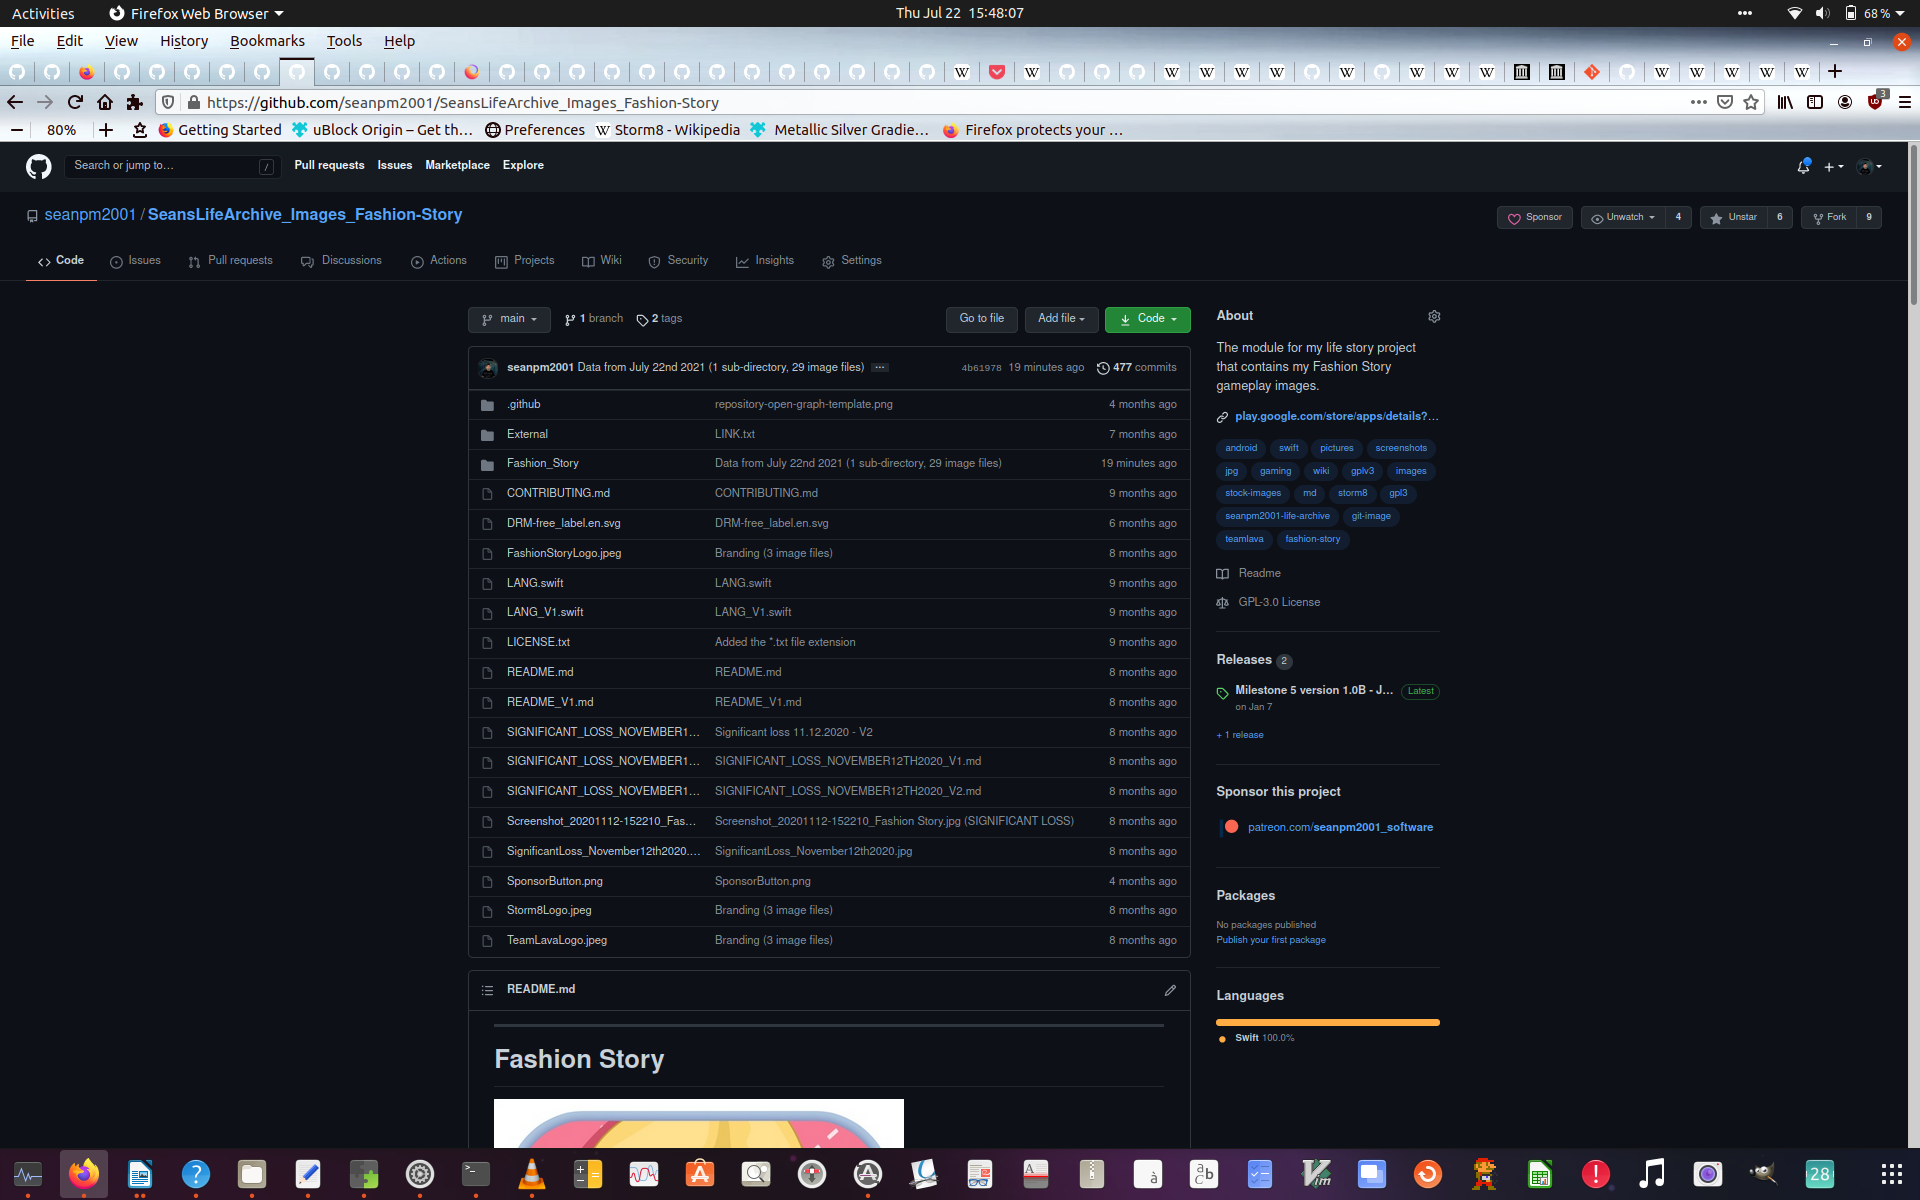 Activities Firefox Web Browser Thu Jul 22 15:48:07 68 %
File Edit View History Bookmarks Tools Help
https://github.com/seanpm2001/SeansLifeArchive_Images_Fashion-Story 3
80% Getting Started uBlock Origin – Get th… Preferences Storm8 - Wikipedia Metallic Silver Gradie… Firefox protects your …
Search or jump to… / Pull requests Issues Marketplace Explore
seanpm2001 / SeansLifeArchive_Images_Fashion-Story Sponsor Unwatch 4 Unstar 6 Fork 9
Code Issues Pull requests Discussions Actions Projects Wiki Security Insights Settings
main 1 branch 2 tags Go to file Add file Code
seanpm2001 Data from July 22nd 2021 (1 sub-directory, 29 image files) ... 4b61978 19 minutes ago 477 commits
.github repository-open-graph-template.png 4 months ago
External LINK.txt 7 months ago
Fashion_Story Data from July 22nd 2021 (1 sub-directory, 29 image files) 19 minutes ago
CONTRIBUTING.md CONTRIBUTING.md 9 months ago
DRM-free_label.en.svg DRM-free_label.en.svg 6 months ago
FashionStoryLogo.jpeg Branding (3 image files) 8 months ago
LANG.swift LANG.swift 9 months ago
LANG_V1.swift LANG_V1.swift 9 months ago
LICENSE.txt Added the *.txt file extension 9 months ago
README.md README.md 8 months ago
README_V1.md README_V1.md 8 months ago
SIGNIFICANT_LOSS_NOVEMBER1… Significant loss 11.12.2020 - V2 8 months ago
SIGNIFICANT_LOSS_NOVEMBER1… SIGNIFICANT_LOSS_NOVEMBER12TH2020_V1.md 8 months ago
SIGNIFICANT_LOSS_NOVEMBER1… SIGNIFICANT_LOSS_NOVEMBER12TH2020_V2.md 8 months ago
Screenshot_20201112-152210_Fas… Screenshot_20201112-152210_Fashion Story.jpg (SIGNIFICANT LOSS) 8 months ago
SignificantLoss_November12th2020.… SignificantLoss_November12th2020.jpg 8 months ago
SponsorButton.png SponsorButton.png 4 months ago
Storm8Logo.jpeg Branding (3 image files) 8 months ago
TeamLavaLogo.jpeg Branding (3 image files) 8 months ago
README.md
Fashion Story
About
The module for my life story project
that contains my Fashion Story
gameplay images.
play.google.com/store/apps/details?…
android swift pictures screenshots
jpg gaming wiki gplv3 images
stock-images md storm8 gpl3
seanpm2001-life-archive git-image
teamlava fashion-story
Readme
GPL-3.0 License
Releases 2
Milestone 5 version 1.0B - J… Latest
on Jan 7
+ 1 release
Sponsor this project
patreon.com/seanpm2001_software
Packages
No packages published
Publish your first package
Languages
Swift 100.0%
28